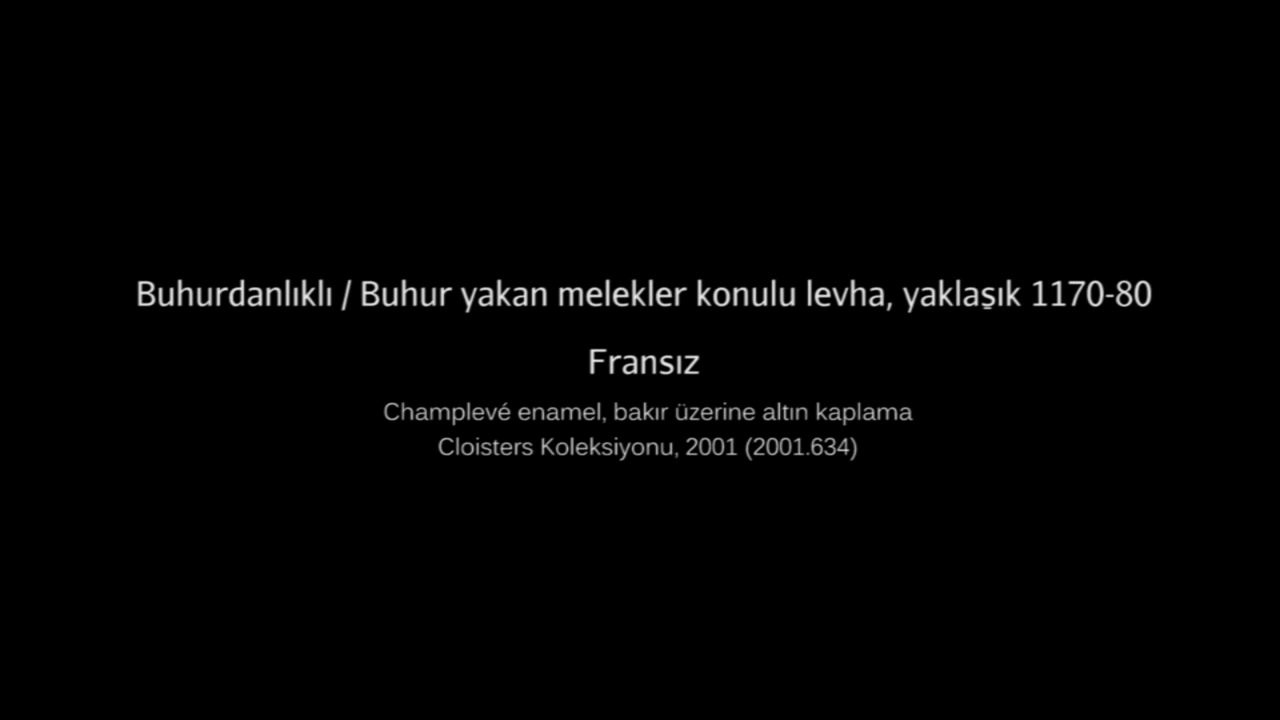 Buhurdanlıklı / Buhur yakan melekler konulu levha, yaklaşık 1170-80
Fransız
Champlevé enamel, bakır üzerine altın kaplama
Cloisters Koleksiyonu, 2001 (2001.634)